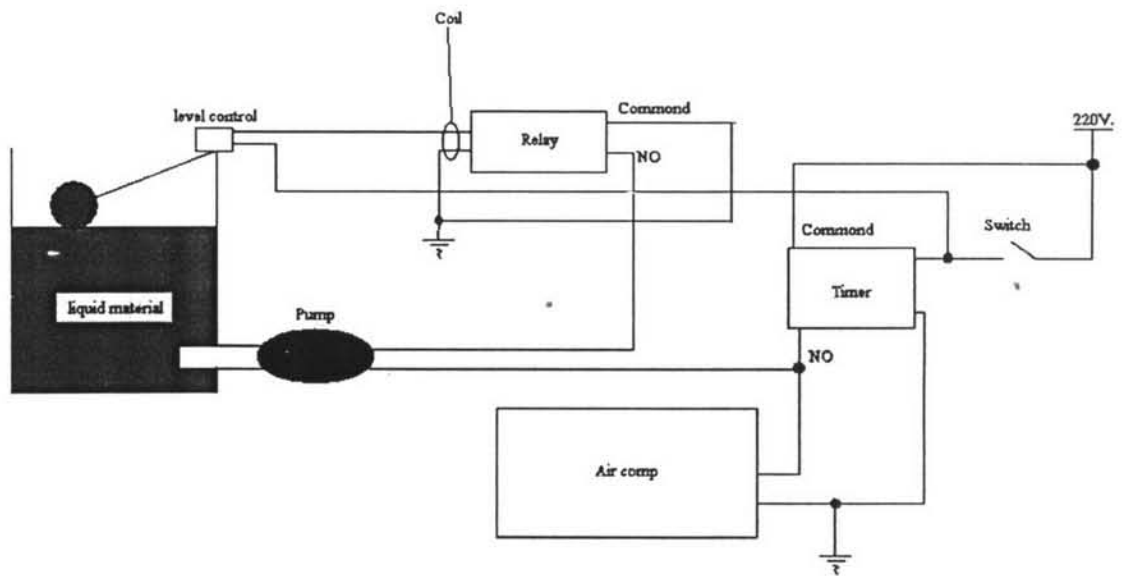 Coil
level control
Commond
Relay
NO
220V.
Commond
Switch
Timer
liquid material
Pump
NO
Air comp